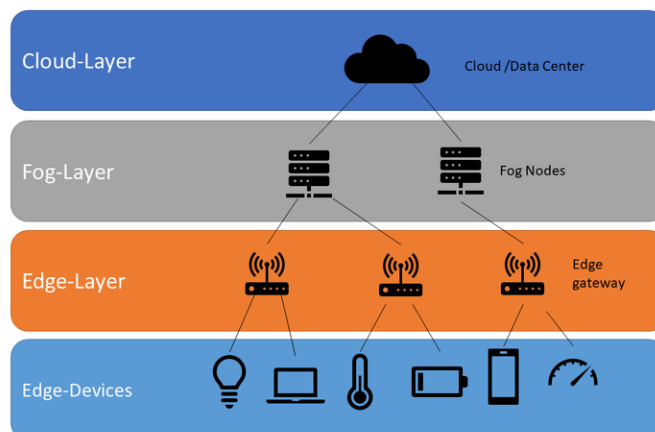 Cloud-Layer
Cloud /Data Center
Fog-Layer
Fog Nodes
Edge-Layer
Edge
gateway
Edge-Devices